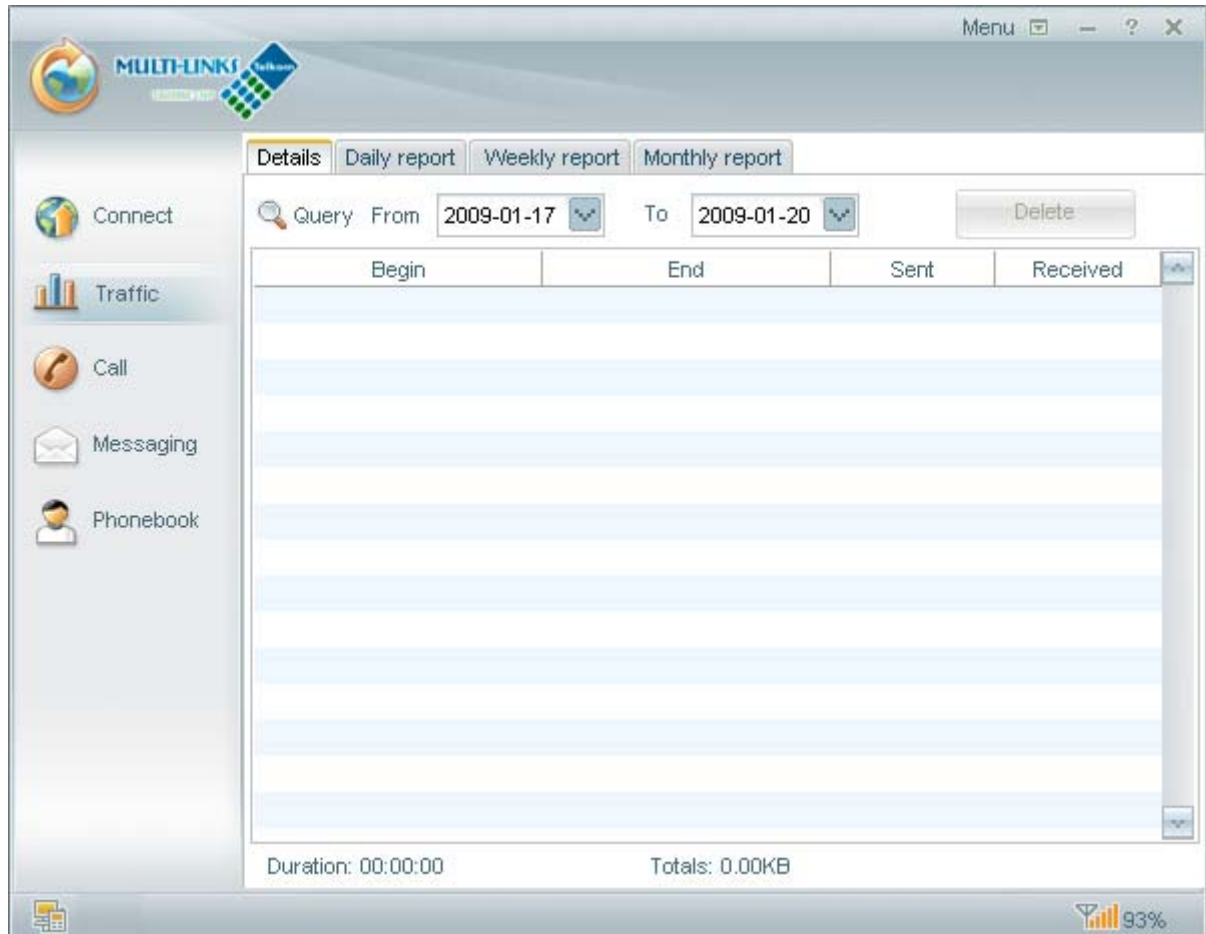 Menu ?
MULTI-LINKS Telkom
Details Daily report Weekly report Monthly report
Connect
Query From 2009-01-17 To 2009-01-20 Delete
Begin End Sent Received
Traffic
Call
Messaging
Phonebook
Duration: 00:00:00 Totals: 0.00KB
93%